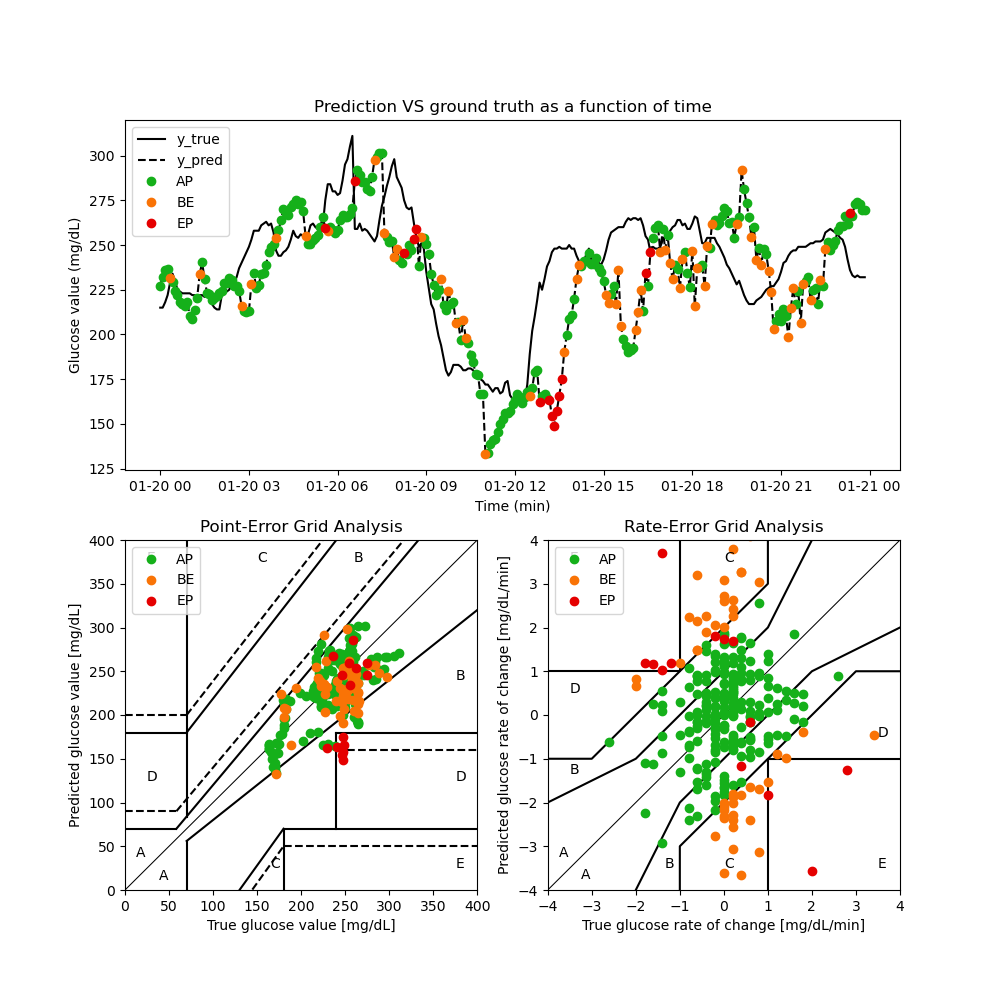 Prediction VS ground truth as a function of time
Glucose value (mg/dL)
300
275
250
225
200
175
150
125
y_true
y_pred
AP
BE
EP
01-20 00 01-20 03 01-20 06 01-20 09 01-20 12 01-20 15 01-20 18 01-20 21 01-21 00
Time (min)
Point-Error Grid Analysis
Predicted glucose value [mg/dL]
400
350
300
250
200
150
100
50
0
AP
BE
EP
C
B
B
D
D
A
A
C
E
0 50 100 150 200 250 300 350 400
True glucose value [mg/dL]
Rate-Error Grid Analysis
Predicted glucose rate of change [mg/dL/min]
4
3
2
1
0
−1
−2
−3
−4
AP
BE
EP
C
D
D
B
A
A
B
C
E
−4 −3 −2 −1 0 1 2 3 4
True glucose rate of change [mg/dL/min]